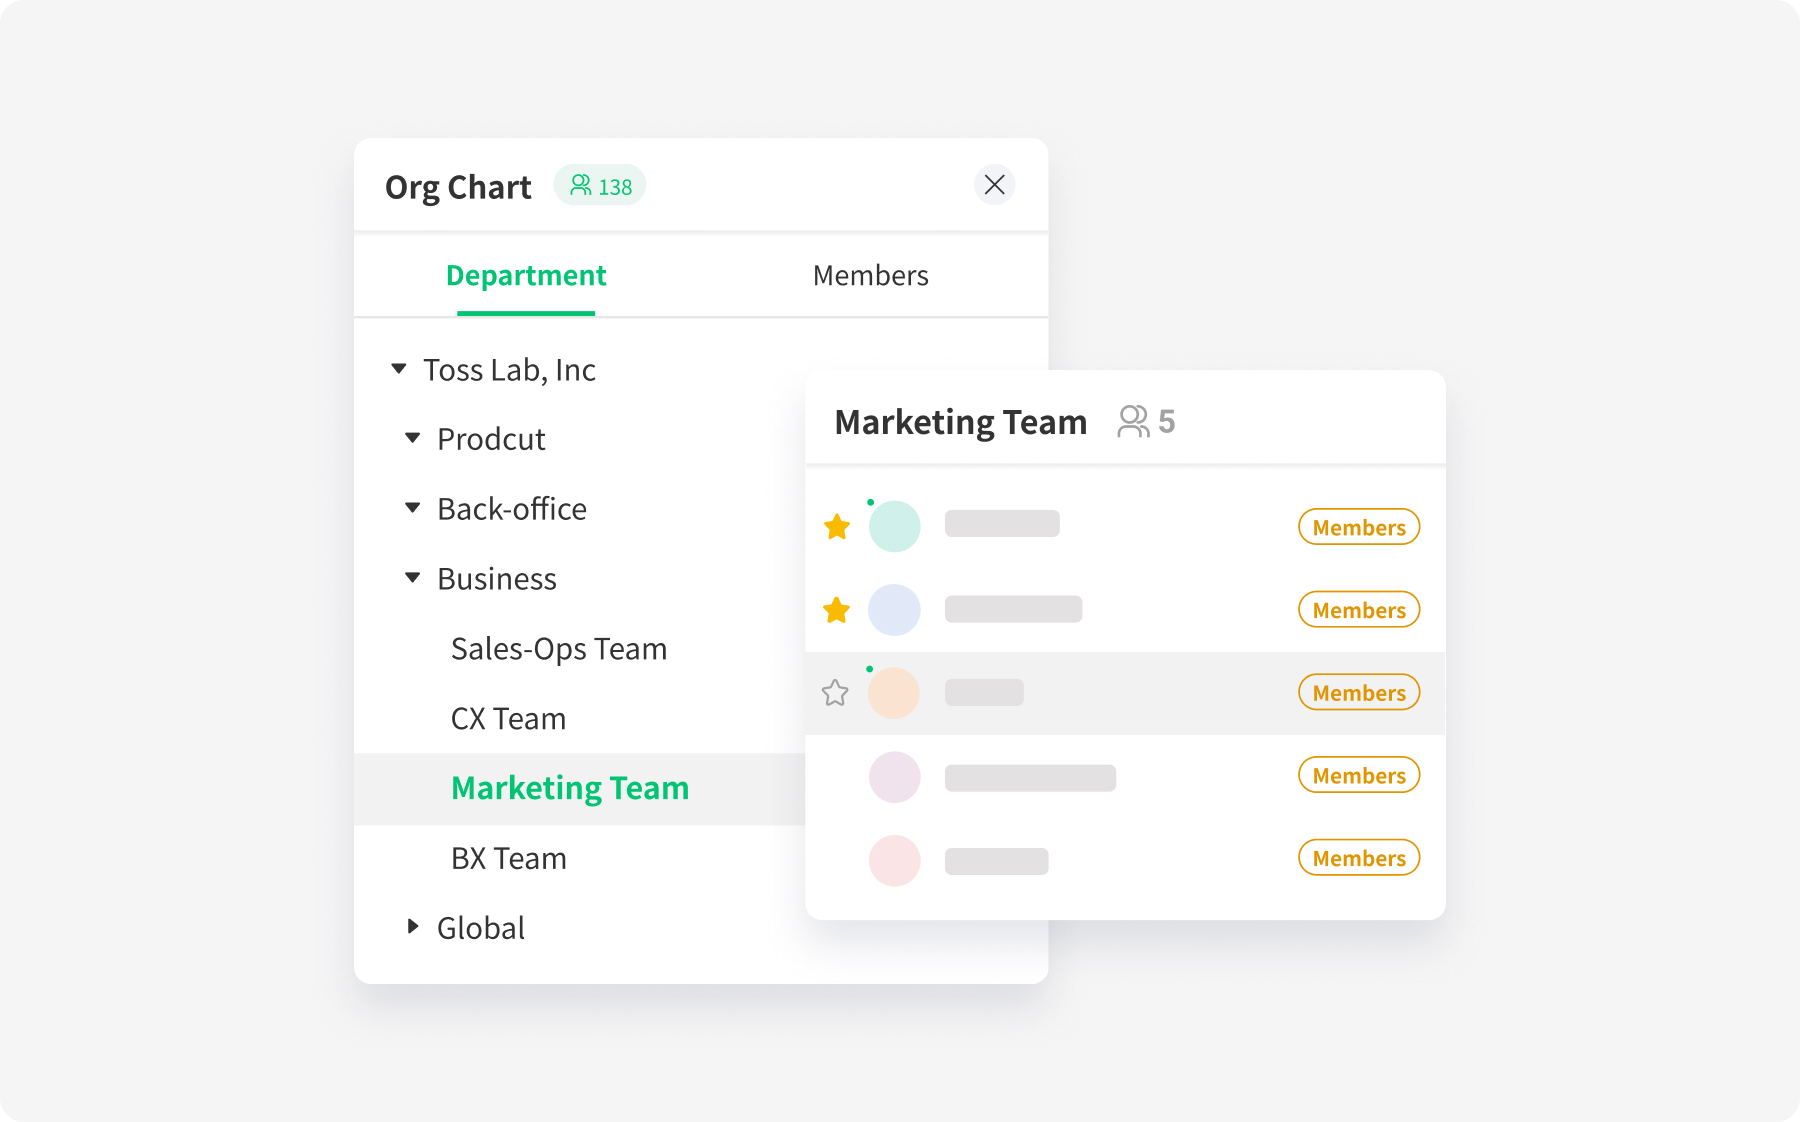 Org Chart 138
Department Members
Toss Lab, Inc
Prodcut
Back-office
Business
Sales-Ops Team
CX Team
Marketing Team
BX Team
Global
Marketing Team 5
Members
Members
Members
Members
Members